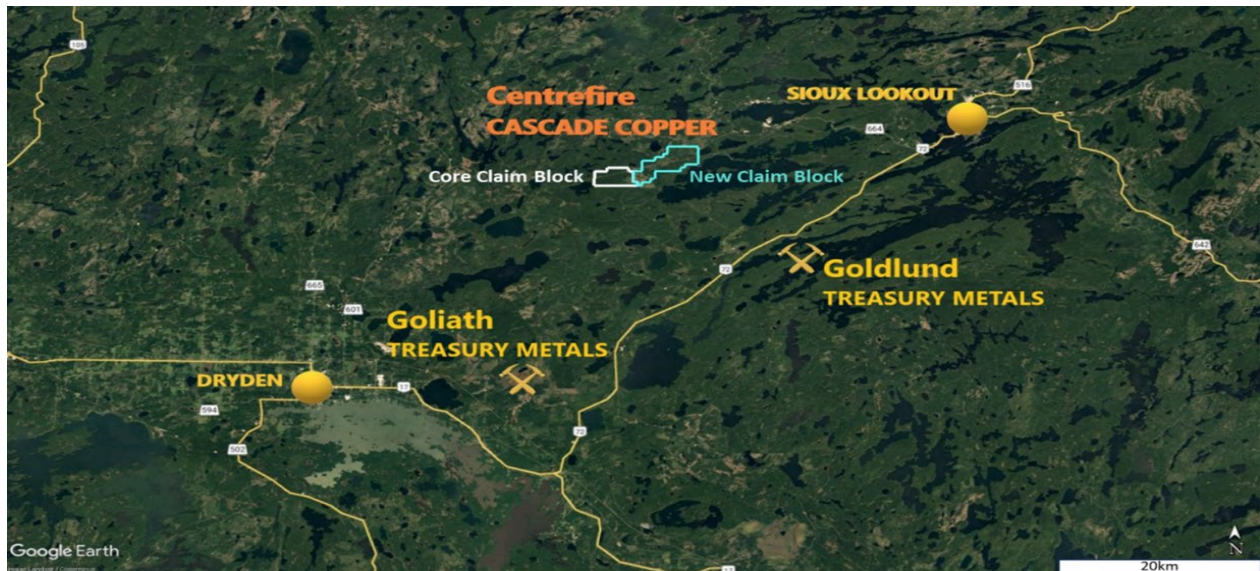 105
516
SIOUX LOOKOUT
Centrefire
CASCADE COPPER
664
72
Core Claim Block
New Claim Block
642
Goldlund
TREASURY METALS
72
665
601
Goliath
TREASURY METALS
DRYDEN
17
594
72
502
Google Earth
N
20km